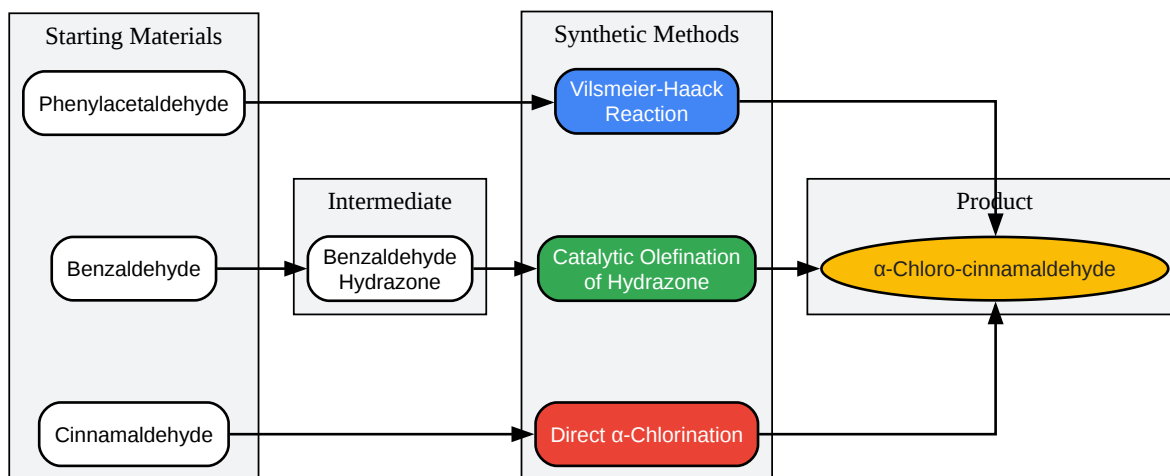 Starting Materials
Synthetic Methods
Phenylacetaldehyde
Vilsmeier-Haack
Reaction
Intermediate
Product
Benzaldehyde
Benzaldehyde
Hydrazone
Catalytic Olefination
of Hydrazone
α-Chloro-cinnamaldehyde
Cinnamaldehyde
Direct α-Chlorination